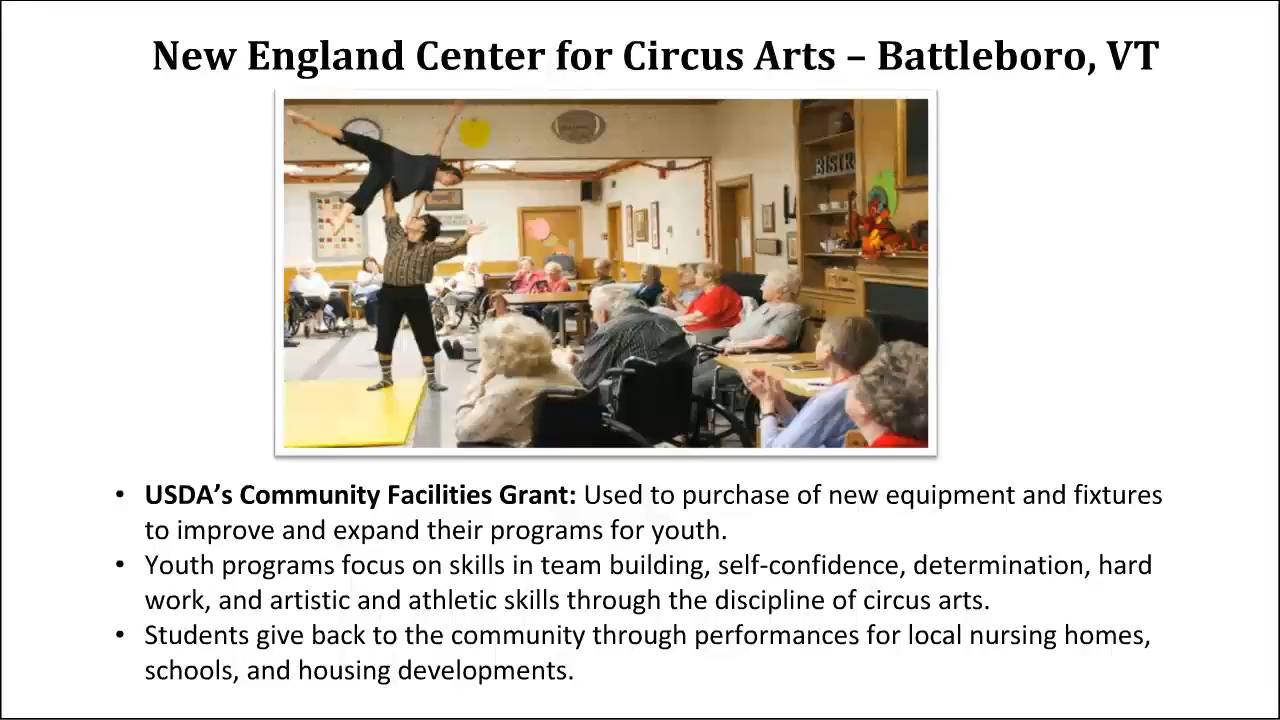 New England Center for Circus Arts – Battleboro, VT
BISTRO
• USDA’s Community Facilities Grant: Used to purchase of new equipment and fixtures
to improve and expand their programs for youth.
• Youth programs focus on skills in team building, self-confidence, determination, hard
work, and artistic and athletic skills through the discipline of circus arts.
• Students give back to the community through performances for local nursing homes,
schools, and housing developments.